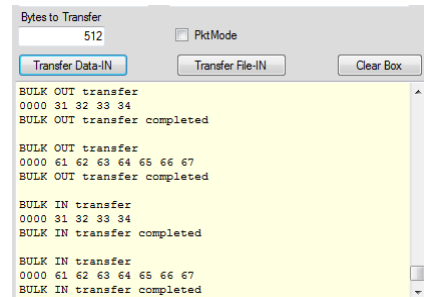 Bytes to Transfer
512
PktMode
Transfer Data-IN Transfer File-IN Clear Box
BULK OUT transfer
0000 31 32 33 34
BULK OUT transfer completed
BULK OUT transfer
0000 61 62 63 64 65 66 67
BULK OUT transfer completed
BULK IN transfer
0000 31 32 33 34
BULK IN transfer completed
BULK IN transfer
0000 61 62 63 64 65 66 67
BULK IN transfer completed